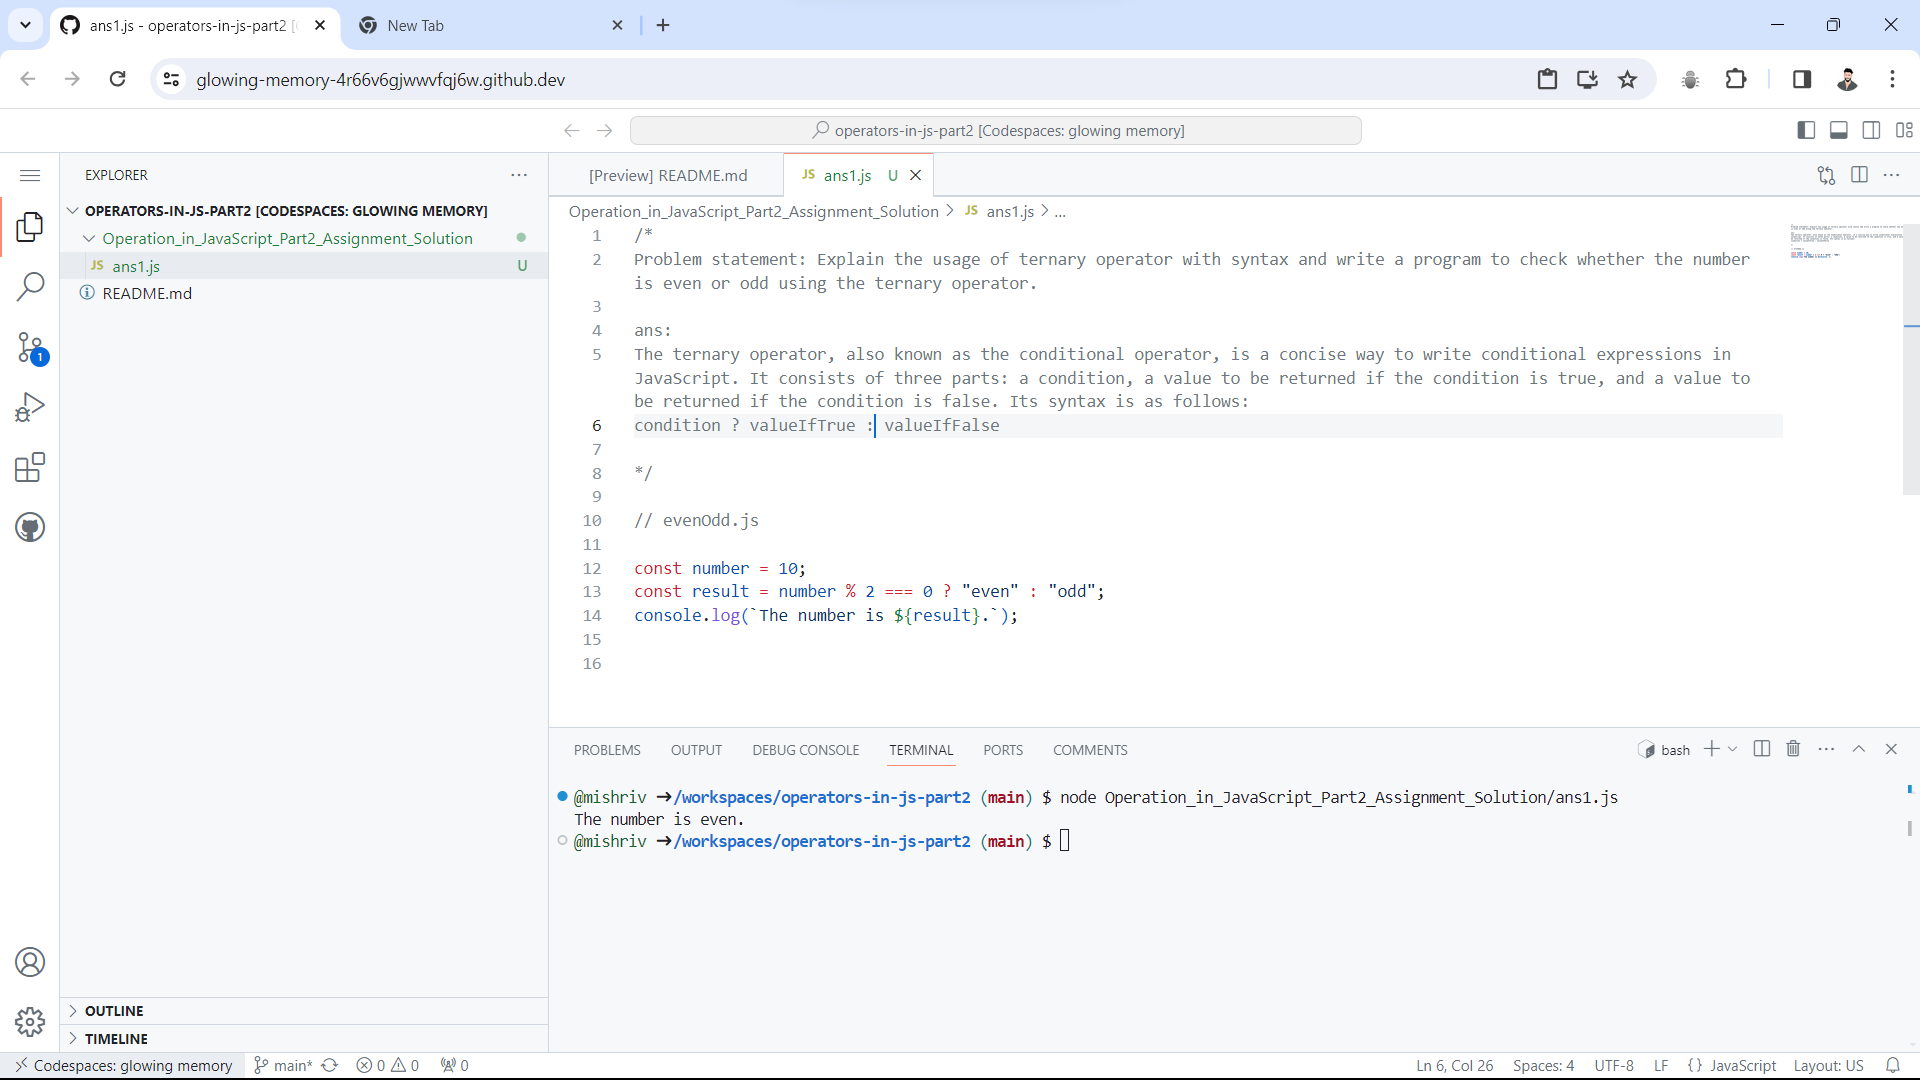 ans1.js - operators-in-js-part2 [
New Tab
glowing-memory-4r66v6gjwwvfqj6w.github.dev
operators-in-js-part2 [Codespaces: glowing memory]
EXPLORER
OPERATORS-IN-JS-PART2 [CODESPACES: GLOWING MEMORY]
Operation_in_JavaScript_Part2_Assignment_Solution
JS ans1.js U
README.md
1
[Preview] README.md
JS ans1.js U
Operation_in_JavaScript_Part2_Assignment_Solution > JS ans1.js > ...
1 /*
2 Problem statement: Explain the usage of ternary operator with syntax and write a program to check whether the number
is even or odd using the ternary operator.
3
4 ans:
5 The ternary operator, also known as the conditional operator, is a concise way to write conditional expressions in
JavaScript. It consists of three parts: a condition, a value to be returned if the condition is true, and a value to
be returned if the condition is false. Its syntax is as follows:
6 condition ? valueIfTrue : valueIfFalse
7
8 */
9
10 // evenOdd.js
11
12 const number = 10;
13 const result = number % 2 === 0 ? "even" : "odd";
14 console.log(`The number is ${result}.`);
15
16
PROBLEMS OUTPUT DEBUG CONSOLE TERMINAL PORTS COMMENTS
bash
@mishriv ➜/workspaces/operators-in-js-part2 (main) $ node Operation_in_JavaScript_Part2_Assignment_Solution/ans1.js
The number is even.
@mishriv ➜/workspaces/operators-in-js-part2 (main) $
OUTLINE
TIMELINE
Codespaces: glowing memory main* 0 0 0
Ln 6, Col 26 Spaces: 4 UTF-8 LF {} JavaScript Layout: US